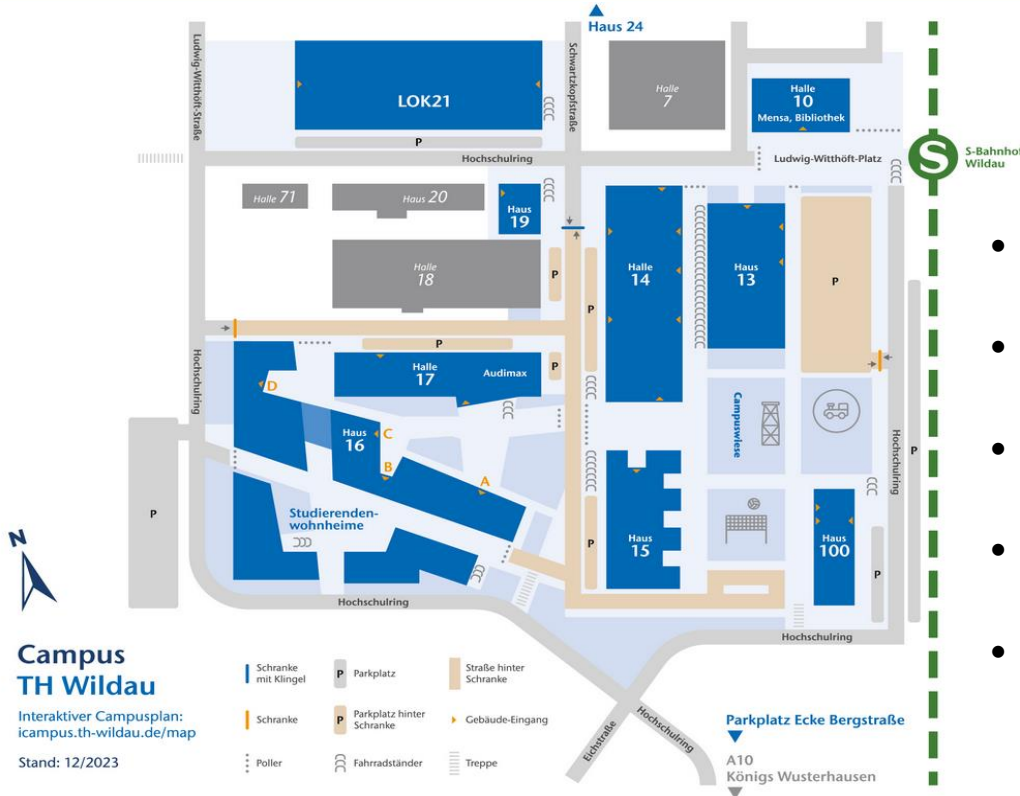 Haus 24
Ludwig-Witthöft-Straße
LOK21
Schwartzkopfstraße
Halle
7
Halle
10
Mensa, Bibliothek
P
Hochschulring
Ludwig-Witthöft-Platz
S
S-Bahnhof
Wildau
Halle 71
Haus 20
Haus
19
Halle
18
P
P
Halle
14
Haus
13
P
Hochschulring
P
Halle
17
Audimax
P
D
Haus
16
C
B
A
Campuswiese
Hochschulring
P
P
Studierenden-
wohnheime
P
Haus
15
Haus
100
P
N
Hochschulring
Hochschulring
Eichstraße
Hochschulring
Campus
TH Wildau
Interaktiver Campusplan:
icampus.th-wildau.de/map
Stand: 12/2023
Schranke
mit Klingel
P Parkplatz
Straße hinter
Schranke
Schranke
P Parkplatz hinter
Schranke
Gebäude-Eingang
Poller
Fahrradständer
Treppe
Parkplatz Ecke Bergstraße
A10
Königs Wusterhausen